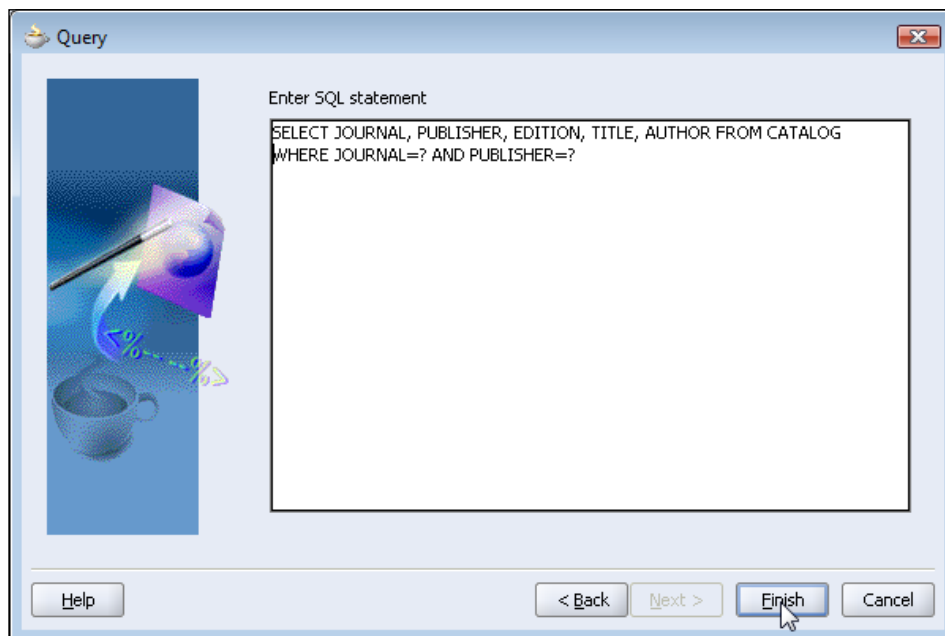 Query
Enter SQL statement
SELECT JOURNAL, PUBLISHER, EDITION, TITLE, AUTHOR FROM CATALOG
WHERE JOURNAL=? AND PUBLISHER=?
<%----%>
Help
< Back
Next >
Finish
Cancel